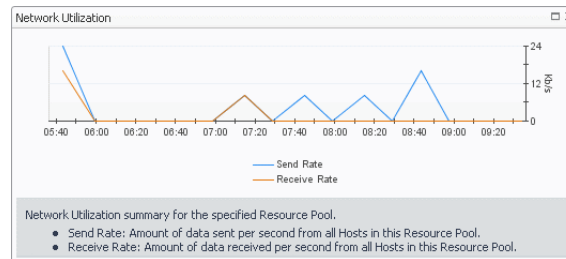 Network Utilization
24
12
0
Kb/s
05:40 06:00 06:20 06:40 07:00 07:20 07:40 08:00 08:20 08:40 09:00 09:20
Send Rate
Receive Rate
Network Utilization summary for the specified Resource Pool.
• Send Rate: Amount of data sent per second from all Hosts in this Resource Pool.
• Receive Rate: Amount of data received per second from all Hosts in this Resource Pool.